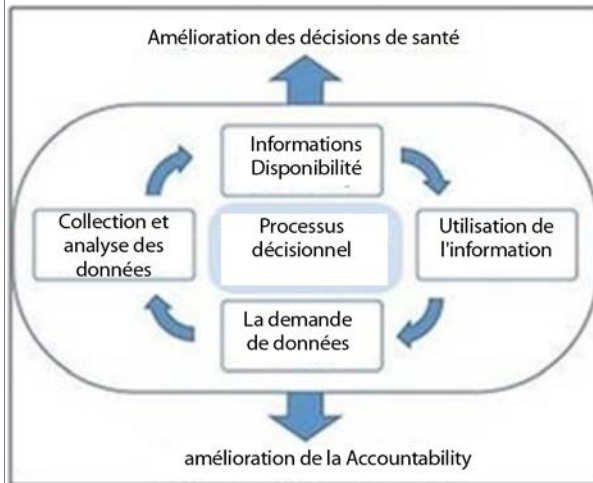 Amélioration des décisions de santé
Informations
Disponibilité
Collection et
analyse des
données
Processus
décisionnel
Utilisation de
l'information
La demande
de données
amélioration de la Accountability